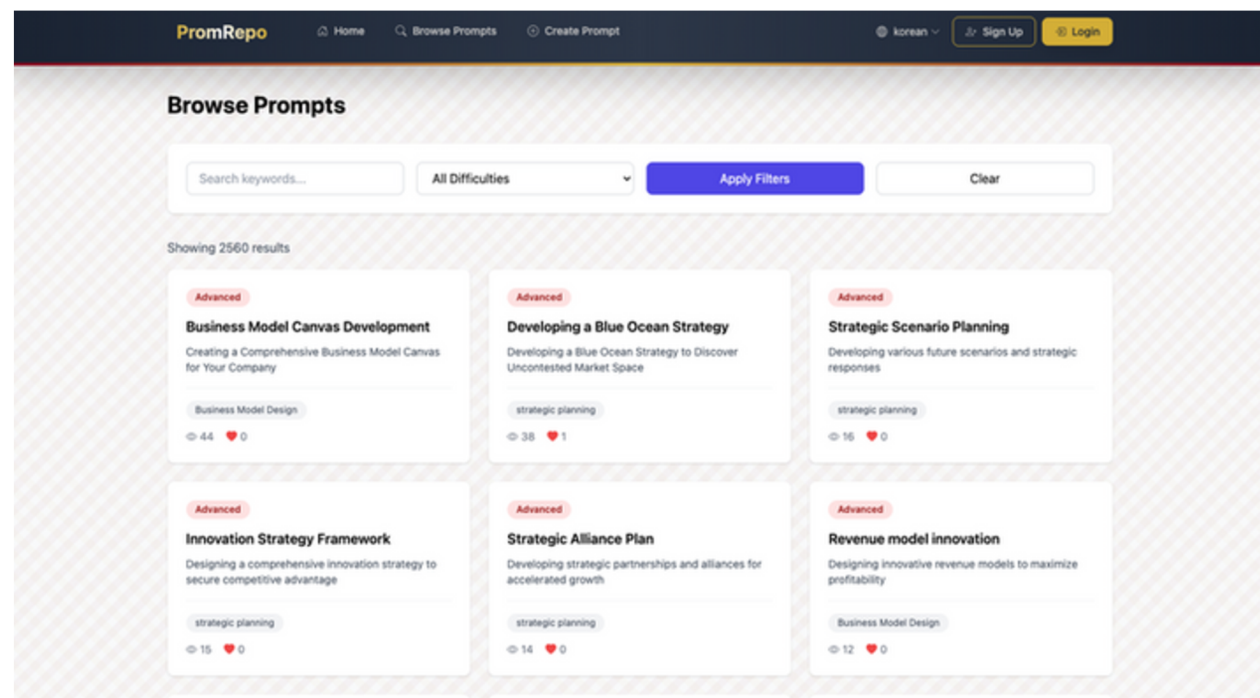 PromRepo
Home
Browse Prompts
Create Prompt
korean
Sign Up
Login
Browse Prompts
Search keywords...
All Difficulties
Apply Filters
Clear
Showing 2560 results
Advanced
Business Model Canvas Development
Creating a Comprehensive Business Model Canvas
for Your Company
Business Model Design
44
0
Advanced
Developing a Blue Ocean Strategy
Developing a Blue Ocean Strategy to Discover
Uncontested Market Space
strategic planning
38
1
Advanced
Strategic Scenario Planning
Developing various future scenarios and strategic
responses
strategic planning
16
0
Advanced
Innovation Strategy Framework
Designing a comprehensive innovation strategy to
secure competitive advantage
strategic planning
15
0
Advanced
Strategic Alliance Plan
Developing strategic partnerships and alliances for
accelerated growth
strategic planning
14
0
Advanced
Revenue model innovation
Designing innovative revenue models to maximize
profitability
Business Model Design
12
0